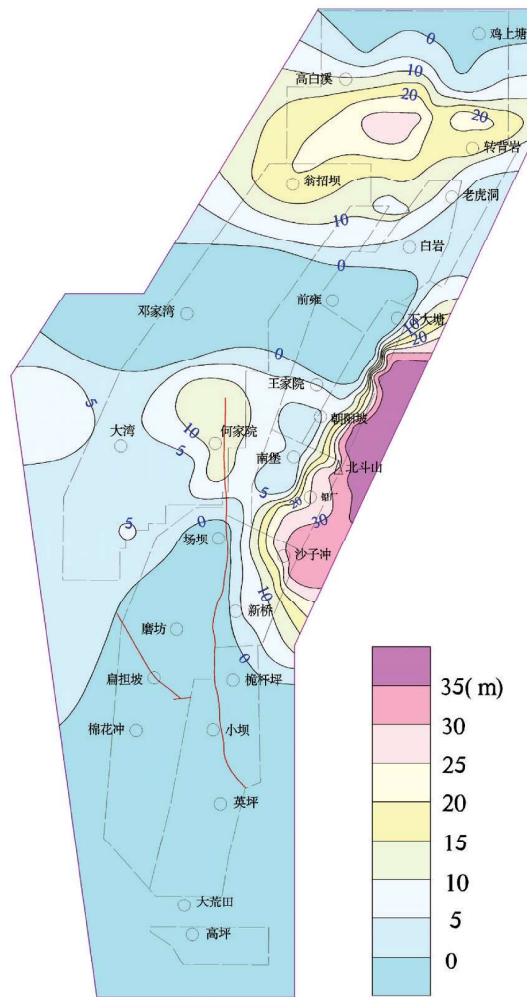 鸡上塘
0
高白溪
10
20
20
转背岩
翁招坝
老虎洞
10
白岩
0
前雍
邓家湾
下大塘
10
20
0
王家院
5
朝阳坡
10
何家院
大湾
5
南堡
北斗山
5
20
30
5
0
场坝
沙子冲
10
新桥
磨坊
0
扁担坡
桅杆坪
35(m)
棉花冲
小坝
30
25
英坪
20
15
大荒田
10
高坪
5
0